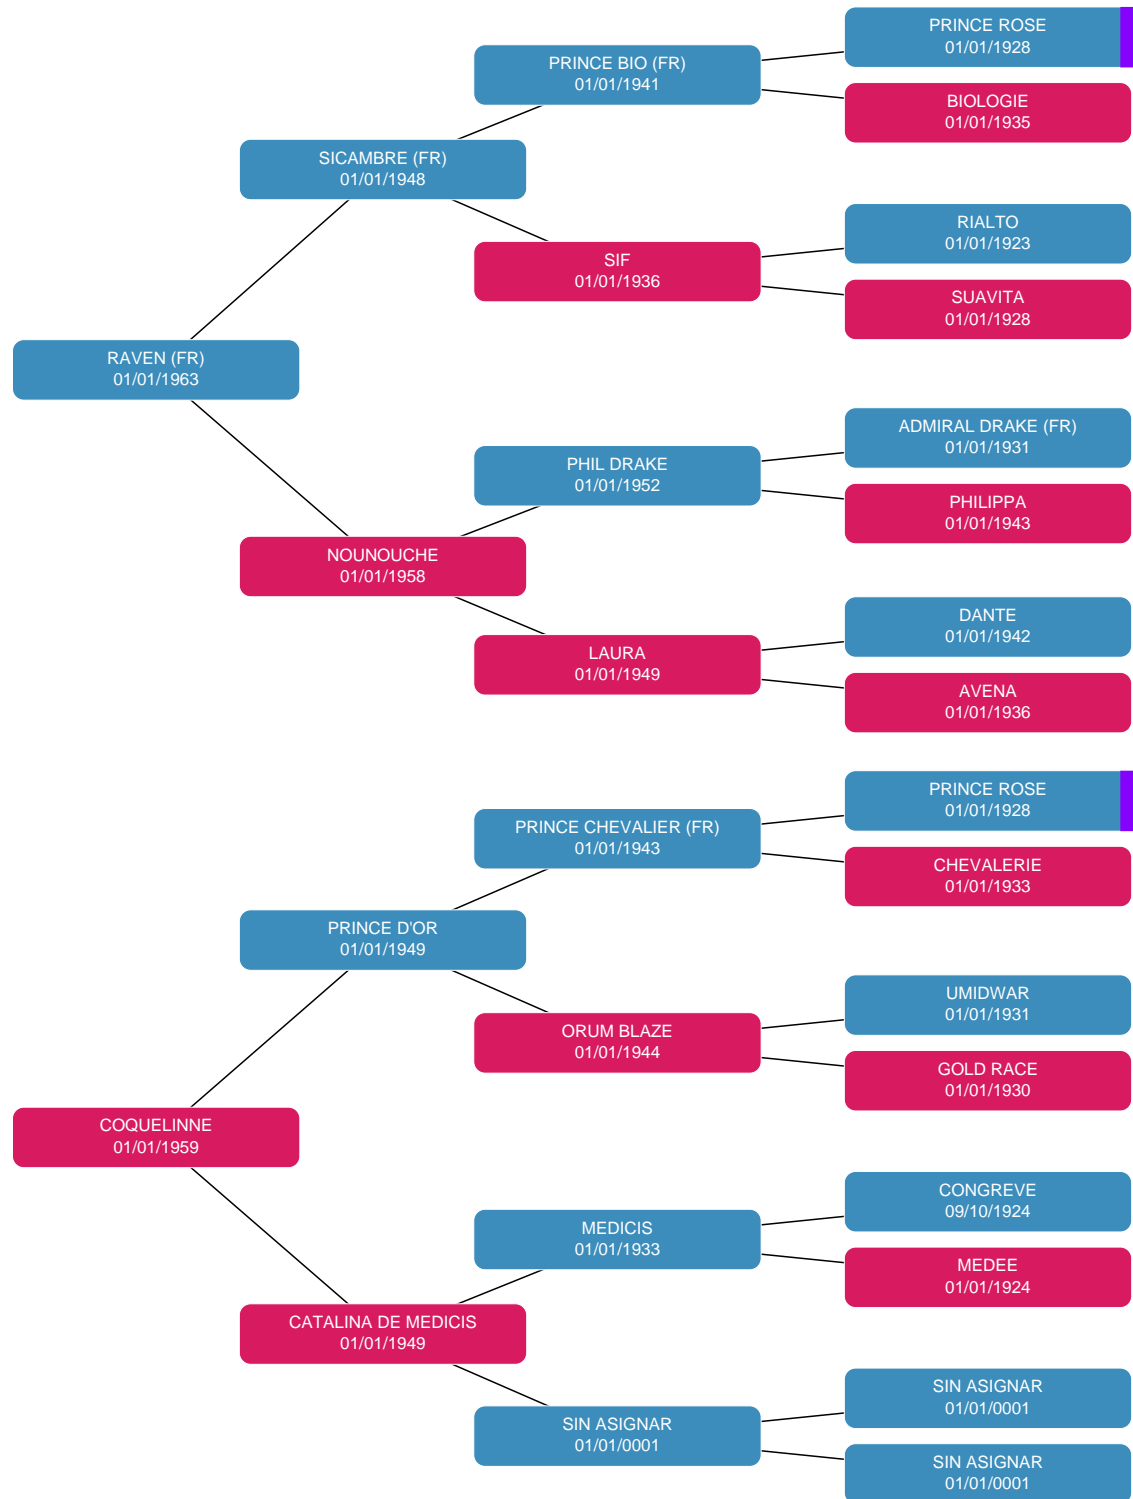 PRINCE ROSE
01/01/1928
PRINCE BIO (FR)
01/01/1941
BIOLOGIE
01/01/1935
SICAMBRE (FR)
01/01/1948
RIALTO
01/01/1923
SIF
01/01/1936
SUAVITA
01/01/1928
RAVEN (FR)
01/01/1963
ADMIRAL DRAKE (FR)
01/01/1931
PHIL DRAKE
01/01/1952
PHILIPPA
01/01/1943
NOUNOUCHE
01/01/1958
DANTE
01/01/1942
LAURA
01/01/1949
AVENA
01/01/1936
PRINCE ROSE
01/01/1928
PRINCE CHEVALIER (FR)
01/01/1943
CHEVALERIE
01/01/1933
PRINCE D'OR
01/01/1949
UMIDWAR
01/01/1931
ORUM BLAZE
01/01/1944
GOLD RACE
01/01/1930
COQUELINNE
01/01/1959
CONGREVE
09/10/1924
MEDICIS
01/01/1933
MEDEE
01/01/1924
CATALINA DE MEDICIS
01/01/1949
SIN ASIGNAR
01/01/0001
SIN ASIGNAR
01/01/0001
SIN ASIGNAR
01/01/0001